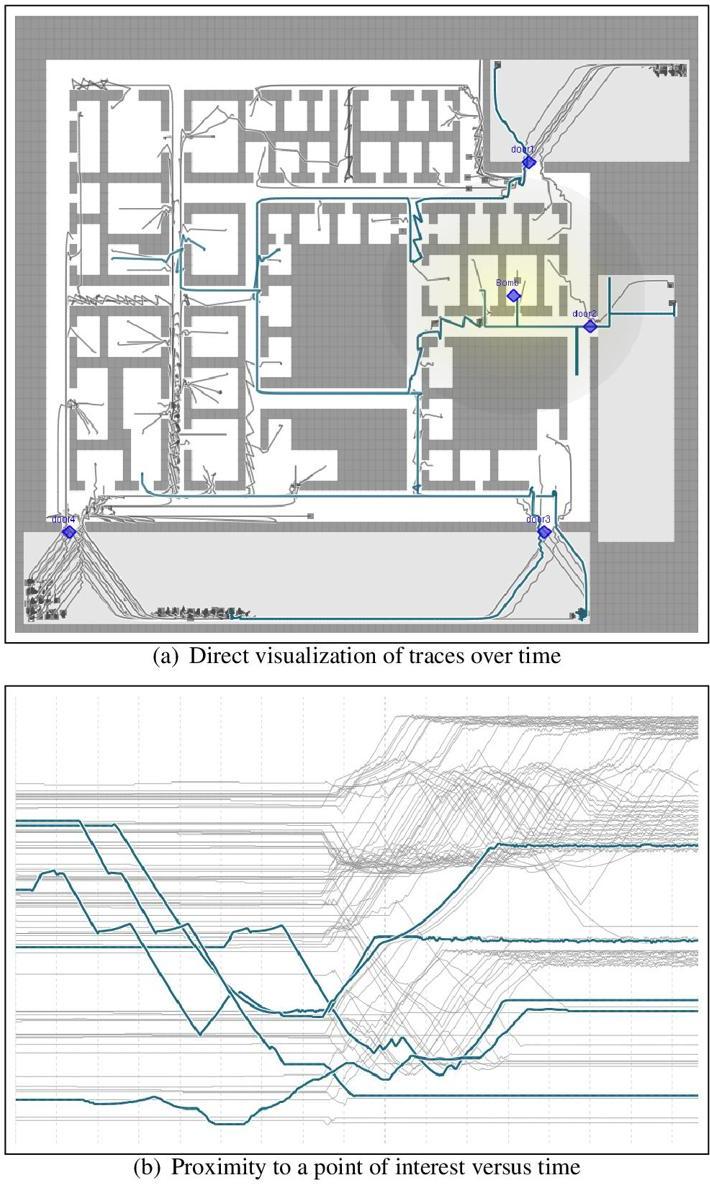 door1
Bomb
door2
door4
door3
(a) Direct visualization of traces over time
(b) Proximity to a point of interest versus time